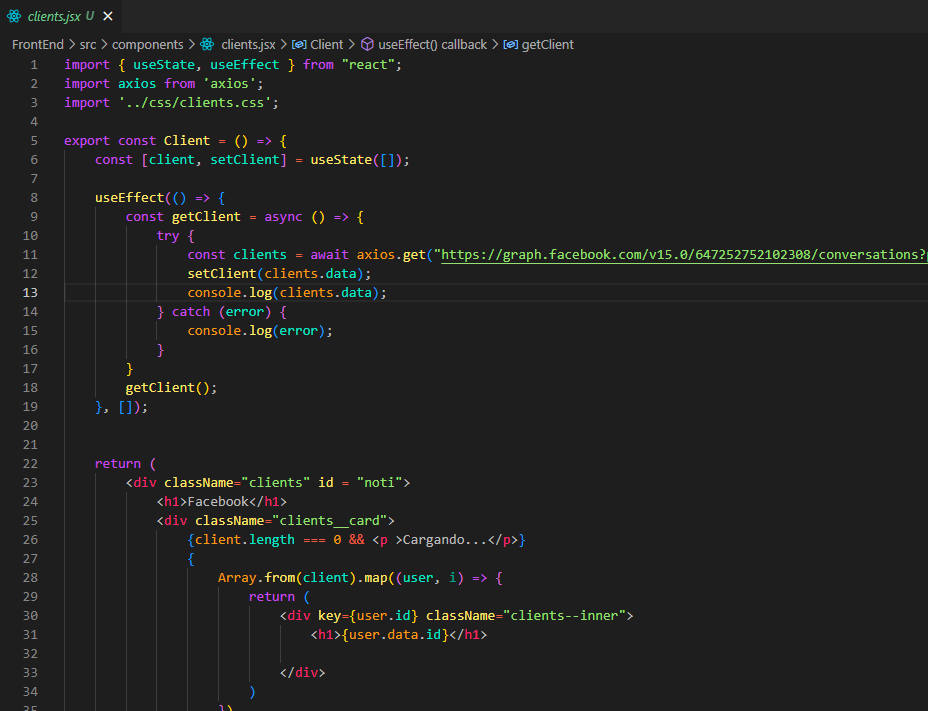 clients.jsx U ×
FrontEnd > src > components > clients.jsx > Client > useEffect() callback > getClient
1 import { useState, useEffect } from "react";
2 import axios from 'axios';
3 import '../css/clients.css';
4
5 export const Client = () => {
6 const [client, setClient] = useState([]);
7
8 useEffect(() => {
9 const getClient = async () => {
10 try {
11 const clients = await axios.get("https://graph.facebook.com/v15.0/647252752102308/conversations?
12 setClient(clients.data);
13 console.log(clients.data);
14 } catch (error) {
15 console.log(error);
16 }
17 }
18 getClient();
19 }, []);
20
21
22 return (
23 <div className="clients" id = "noti">
24 <h1>Facebook</h1>
25 <div className="clients__card">
26 {client.length === 0 && <p >Cargando...</p>}
27 {
28 Array.from(client).map((user, i) => {
29 return (
30 <div key={user.id} className="clients--inner">
31 <h1>{user.data.id}</h1>
32
33 </div>
34 )
35 })